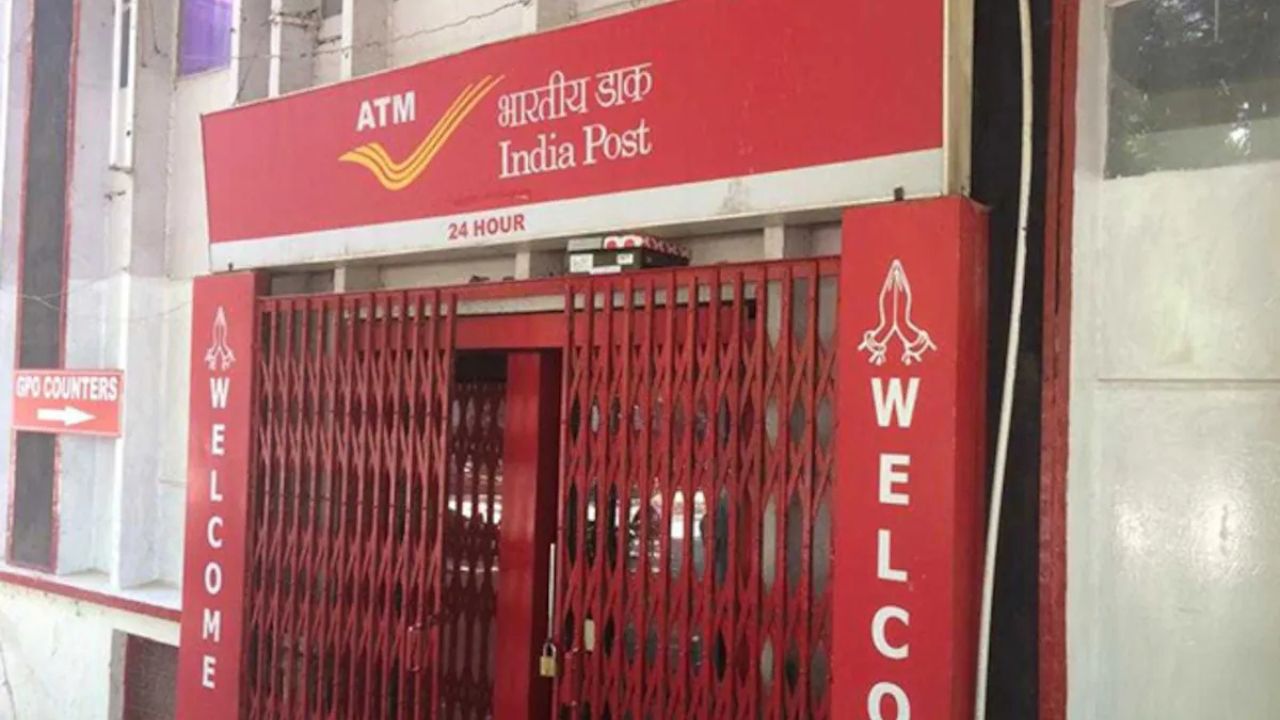 ATM
भारतीय डाक
India Post
24 HOUR
GPO COUNTERS
WELCOME
WELCO